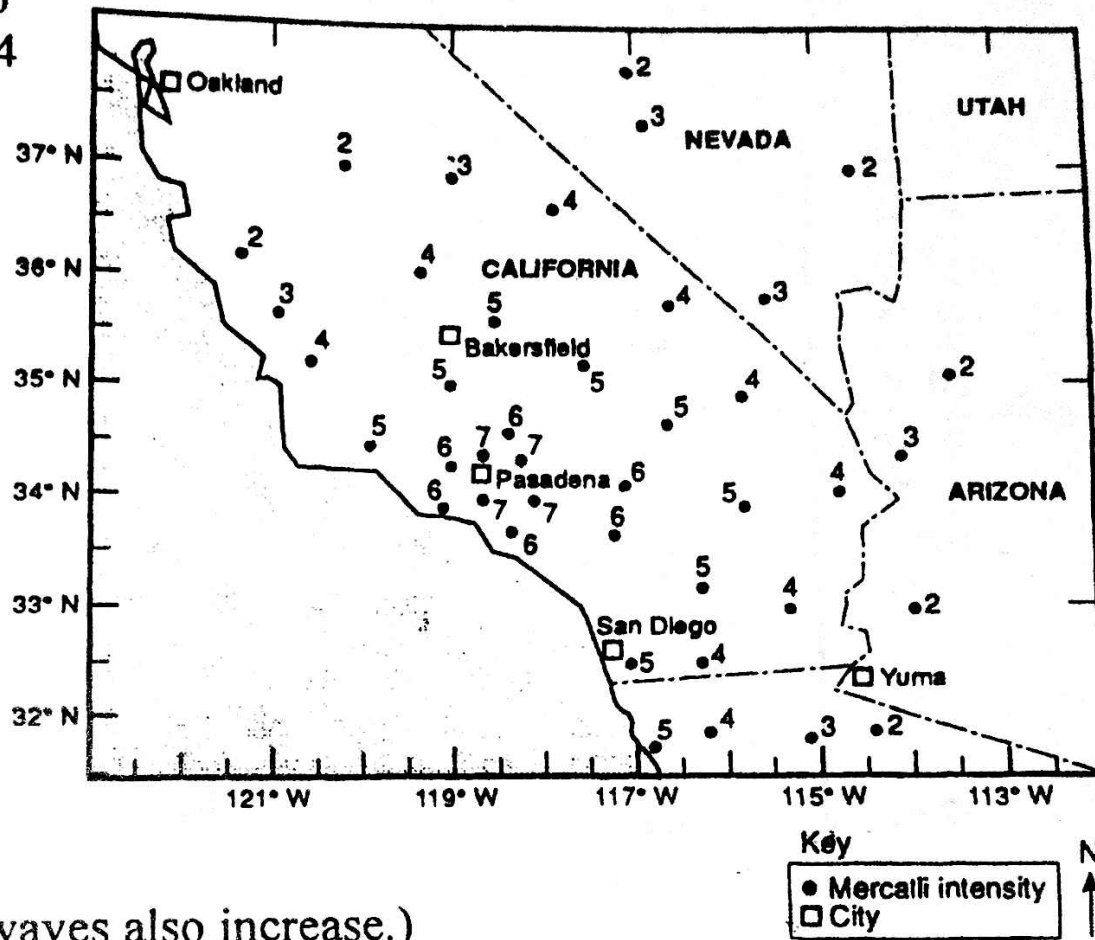 4
Oakland
2
3
NEVADA
UTAH
37° N
2
3
2
4
2
36° N
4
CALIFORNIA
3
5
4
3
4
Bakersfield
35° N
5
5
4
2
5
6
5
3
6
7
7
6
4
34° N
Pasadena
5
ARIZONA
6
7
7
6
6
5
4
33° N
2
San Diego
5
4
Yuma
32° N
5
4
3
2
121° W
119° W
117° W
115° W
113° W
Key
N
Mercalli intensity
City
waves also increase.)